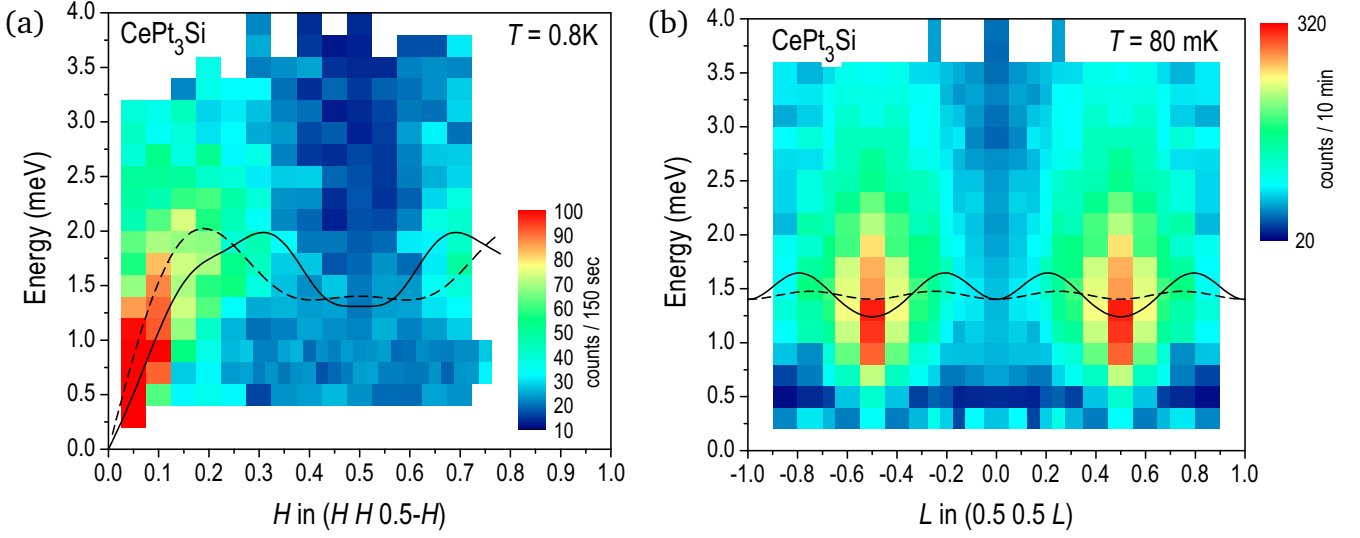 (a)
CePt3Si
T = 0.8K
Energy (meV)
4.0
3.5
4.0
3.0
2.5
2.0
1.5
1.0
0.5
0.0
0.0 0.1 0.2 0.3 0.4 0.5 0.6 0.7 0.8 0.9 1.0
H in (H H 0.5-H)
100
90
80
70
60
50
40
30
20
10
counts / 150 sec
(b)
CePt3Si
T = 80 mK
Energy (meV)
4.0
3.5
4.0
3.0
2.5
2.0
1.5
1.0
0.5
0.0
-1.0 -0.8 -0.6 -0.4 -0.2 0.0 0.2 0.4 0.6 0.8 1.0
L in (0.5 0.5 L)
320
20
counts / 10 min